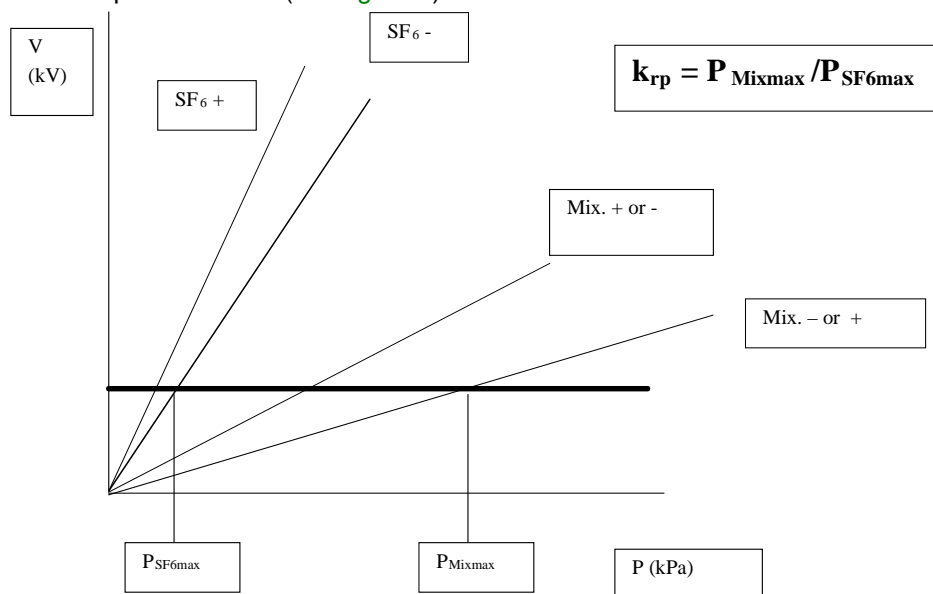 V
(kV)
SF₆ -
SF₆ +
k_rp = P_Mixmax / P_SF6max
Mix. + or -
Mix. – or +
P_SF6max
P_Mixmax
P (kPa)